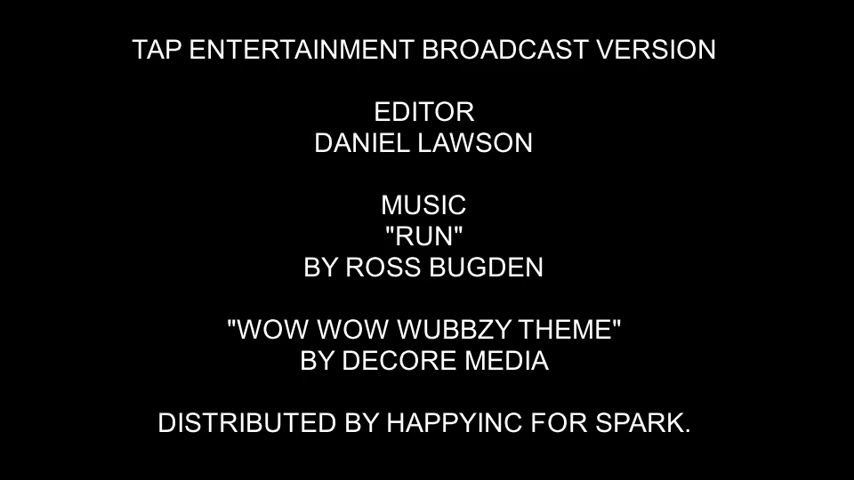 TAP ENTERTAINMENT BROADCAST VERSION
EDITOR
DANIEL LAWSON
MUSIC
"RUN"
BY ROSS BUGDEN
"WOW WOW WUBBZY THEME"
BY DECORE MEDIA
DISTRIBUTED BY HAPPYINC FOR SPARK.